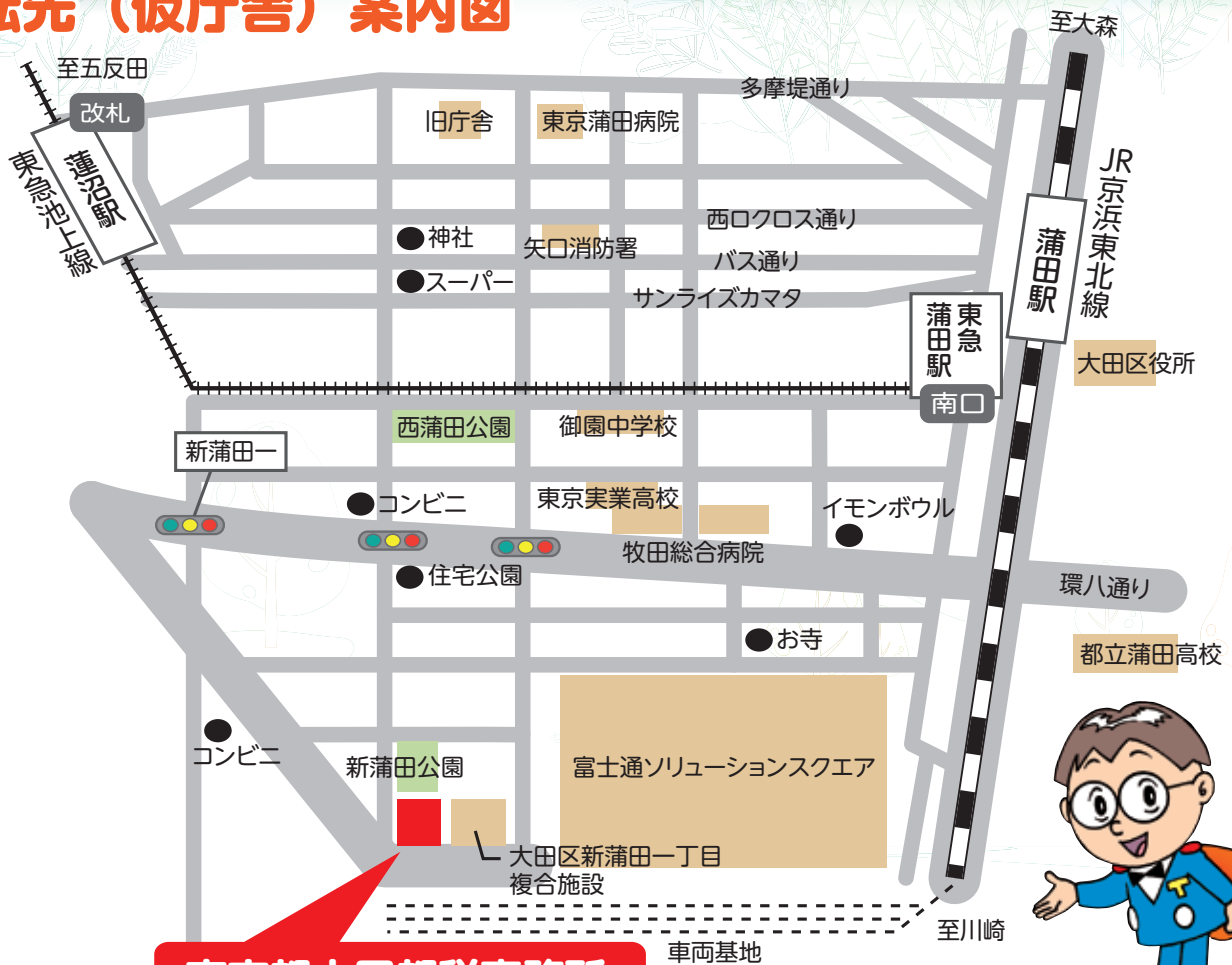 転先（仮庁舎）案内図
至大森
至五反田
改札
蓮沼駅
東急池上線
多摩堤通り
旧庁舎
東京蒲田病院
JR京浜東北線
西口クロス通り
神社
矢口消防署
バス通り
スーパー
サンライズカマタ
蒲田駅
東急
蒲田駅
南口
大田区役所
西蒲田公園
御園中学校
新蒲田一
コンビニ
東京実業高校
イモンボウル
牧田総合病院
住宅公園
環八通り
お寺
都立蒲田高校
コンビニ
新蒲田公園
富士通ソリューションスクエア
大田区新蒲田一丁目
複合施設
至川崎
車両基地
T